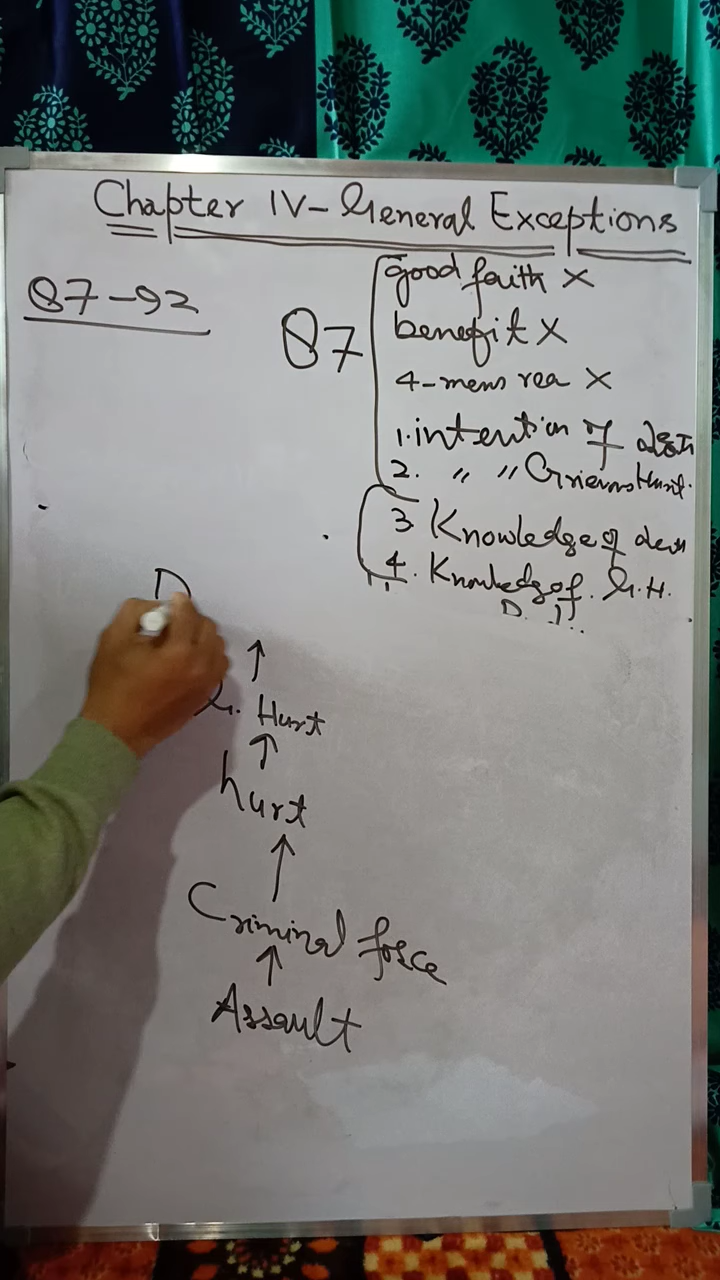 Chapter IV - General Exceptions
87-92
87
good faith X
benefit X
4-mens rea X
1. intention of death
2. " " Grievous Hurt.
3 Knowledge of death
4. Knowledge of. G.H.
D.
D
G. Hurt
hurt
Criminal force
Assault